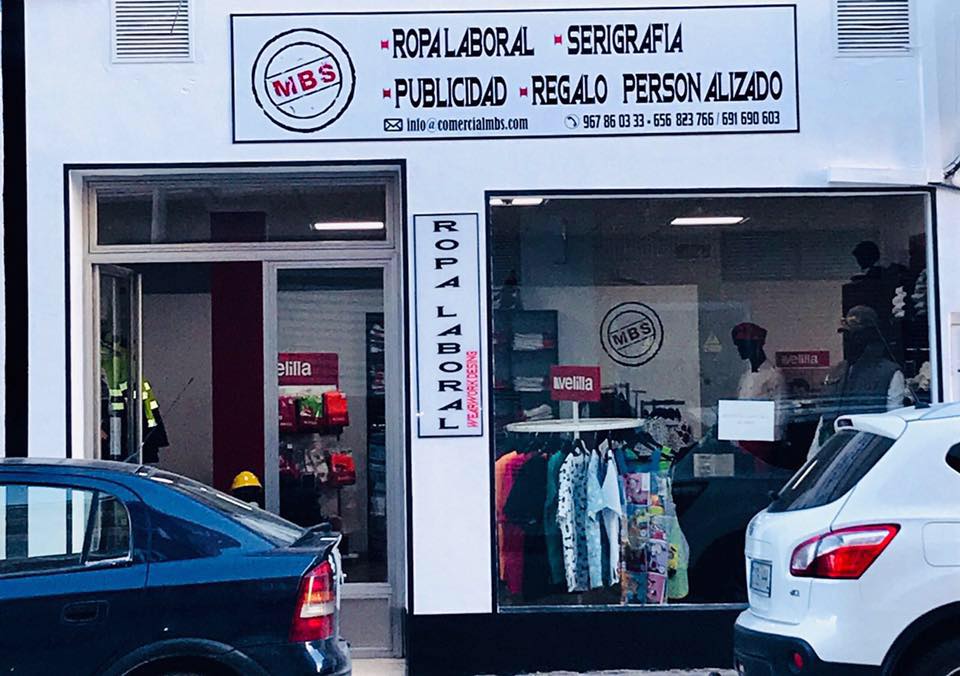 MBS
ROPA LABORAL SERIGRAFIA
PUBLICIDAD REGALO PERSONALIZADO
info@comercialmbs.com 967 86 03 33 - 656 823 766 / 691 690 603
ROPA LABORAL
WEARWORK DESING
velilla
MBS
velilla
velilla